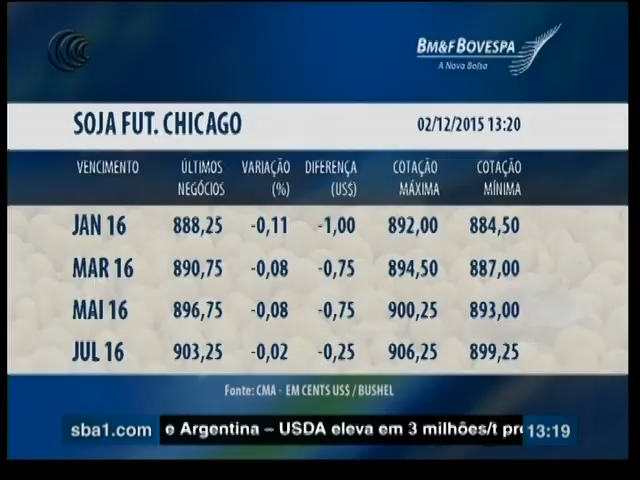 BM&FBOVESPA
A Nova Bolsa
SOJA FUT. CHICAGO 02/12/2015 13:20
VENCIMENTO ÚLTIMOS NEGÓCIOS VARIAÇÃO (%) DIFERENÇA (US$) COTAÇÃO MÁXIMA COTAÇÃO MÍNIMA
JAN 16 888,25 -0,11 -1,00 892,00 884,50
MAR 16 890,75 -0,08 -0,75 894,50 887,00
MAI 16 896,75 -0,08 -0,75 900,25 893,00
JUL 16 903,25 -0,02 -0,25 906,25 899,25
Fonte: CMA - EM CENTS US$ / BUSHEL
sba1.com e Argentina – USDA eleva em 3 milhões/t pr 13:19